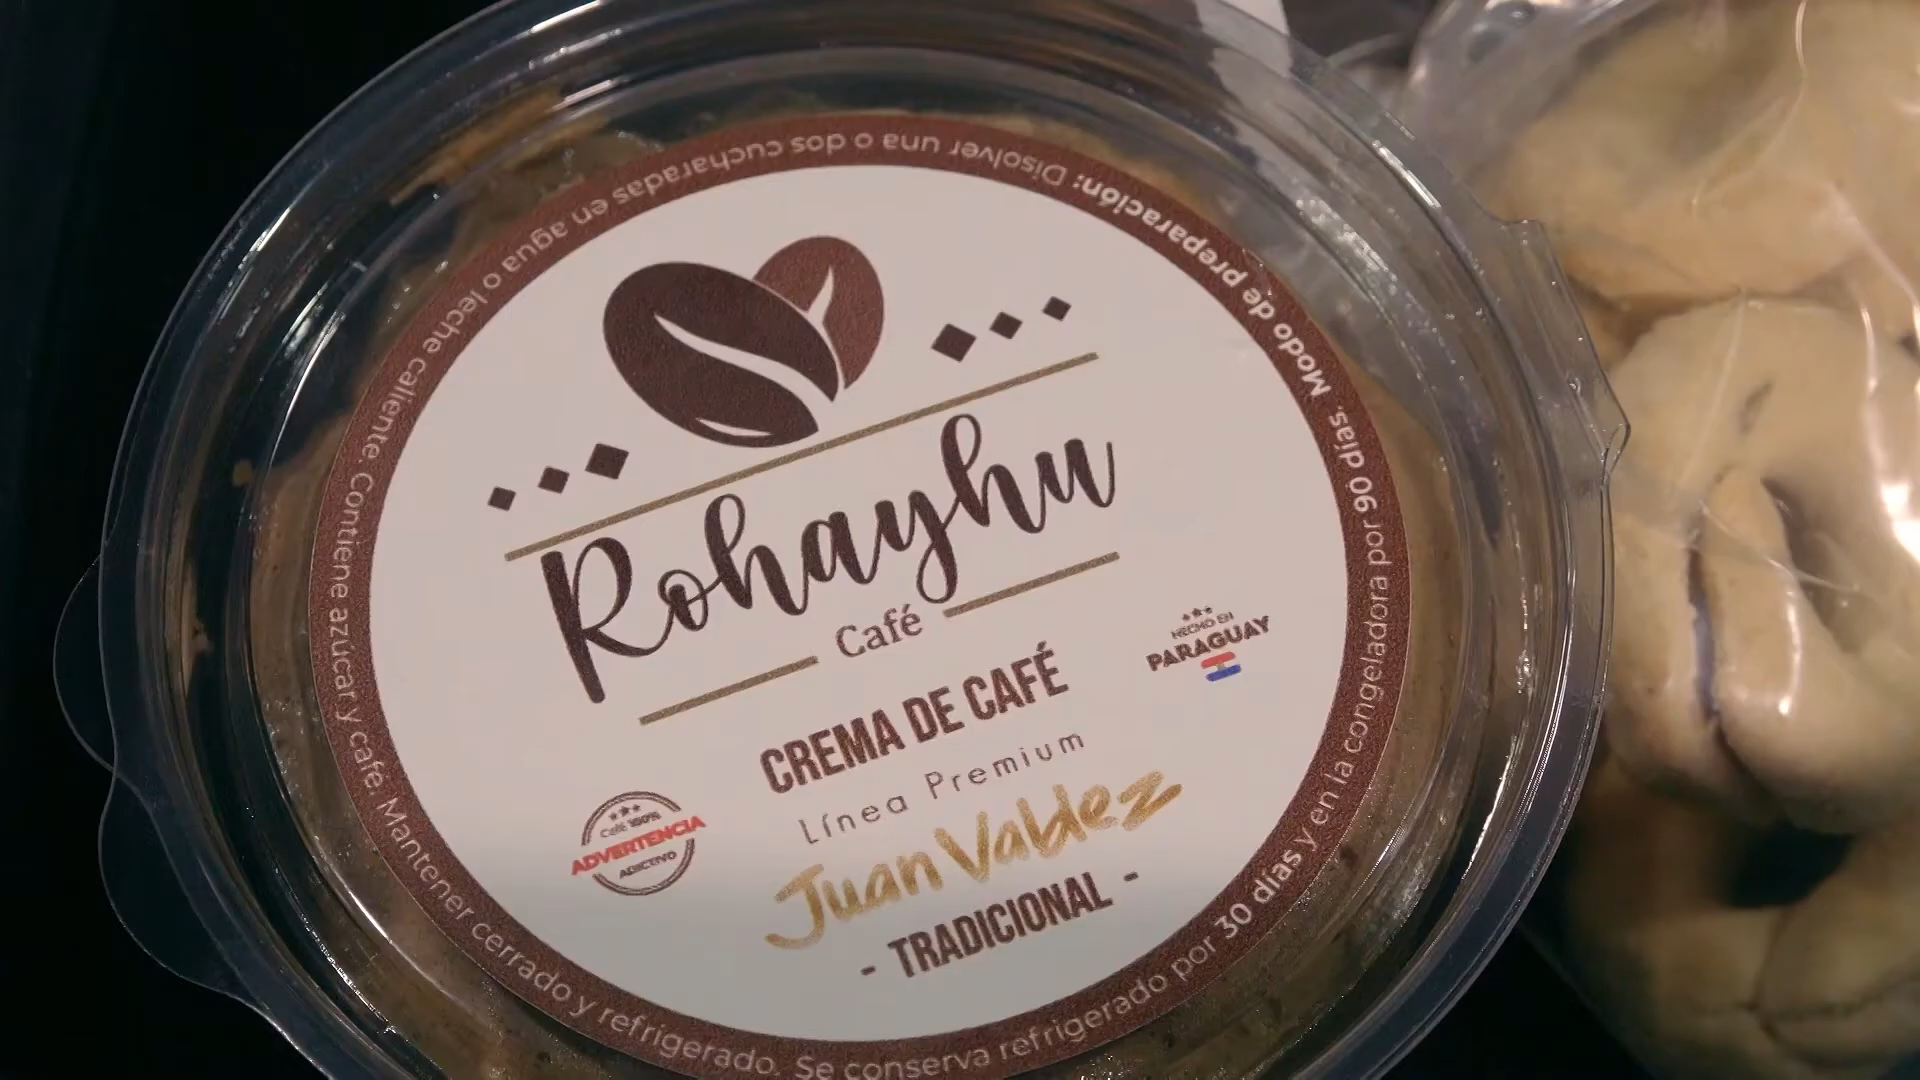 Rohayhu
Café
CREMA DE CAFÉ
Línea Premium
Juan Valdez
- TRADICIONAL -
HECHO EN
PARAGUAY
Café 100%
ADVERTENCIA
ADICTIVO
Modo de preparación: Disolver una o dos cucharadas en agua o leche caliente. Contiene azúcar y café. Mantener cerrado y refrigerado. Se conserva refrigerado por 30 días y en la congeladora por 90 días.